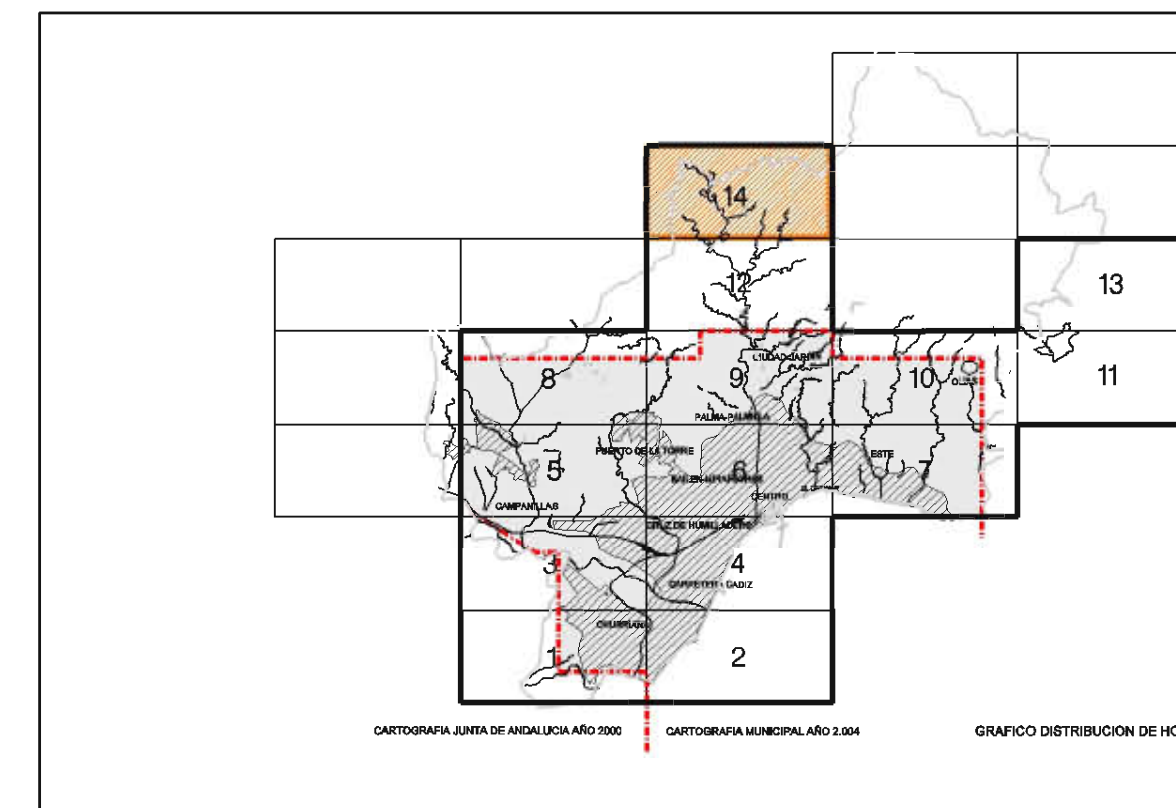 14
12
13
CIUDAD JARDIN
8
9
10
11
OLIAS
PALMA-PALMILLA
PUERTO DE LA TORRE
ESTE
5
6
7
BAILEN-MIRAFLORES
CENTRO
CAMPANILLAS
CRUZ DE HUMILLADERO
3
4
CARRETERA CADIZ
CHURRIANA
1
2
CARTOGRAFIA JUNTA DE ANDALUCIA AÑO 2000
CARTOGRAFIA MUNICIPAL AÑO 2.004
GRAFICO DISTRIBUCION DE HO